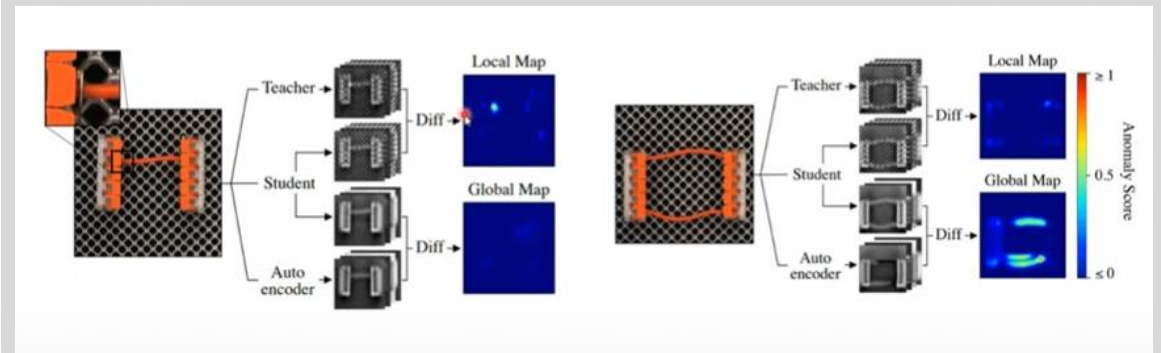 Local Map
Teacher
Diff
Student
Global Map
Diff
Auto
encoder
Local Map
Teacher
Diff
Student
Global Map
Diff
Auto
encoder
≥ 1
0.5
≤ 0
Anomaly Score